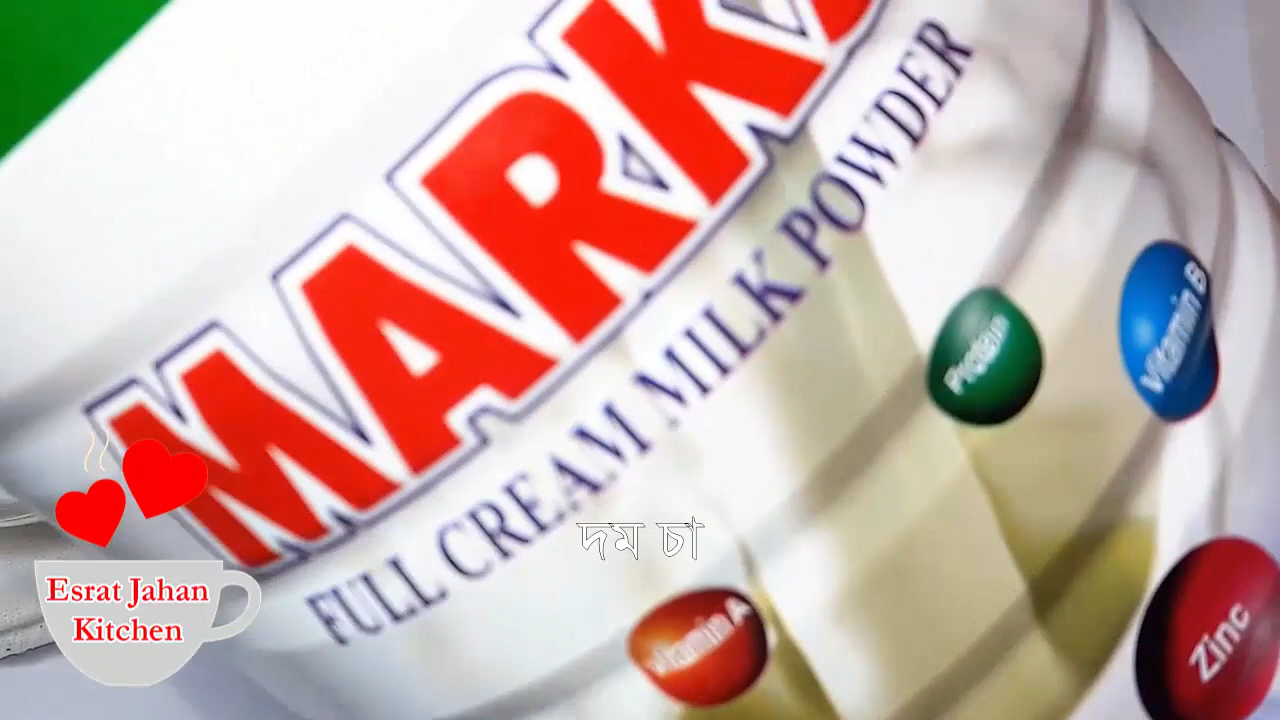 MARKS
FULL CREAM MILK POWDER
Protein
Vitamin B
দম চা
Vitamin A
Zinc
Esrat Jahan
Kitchen